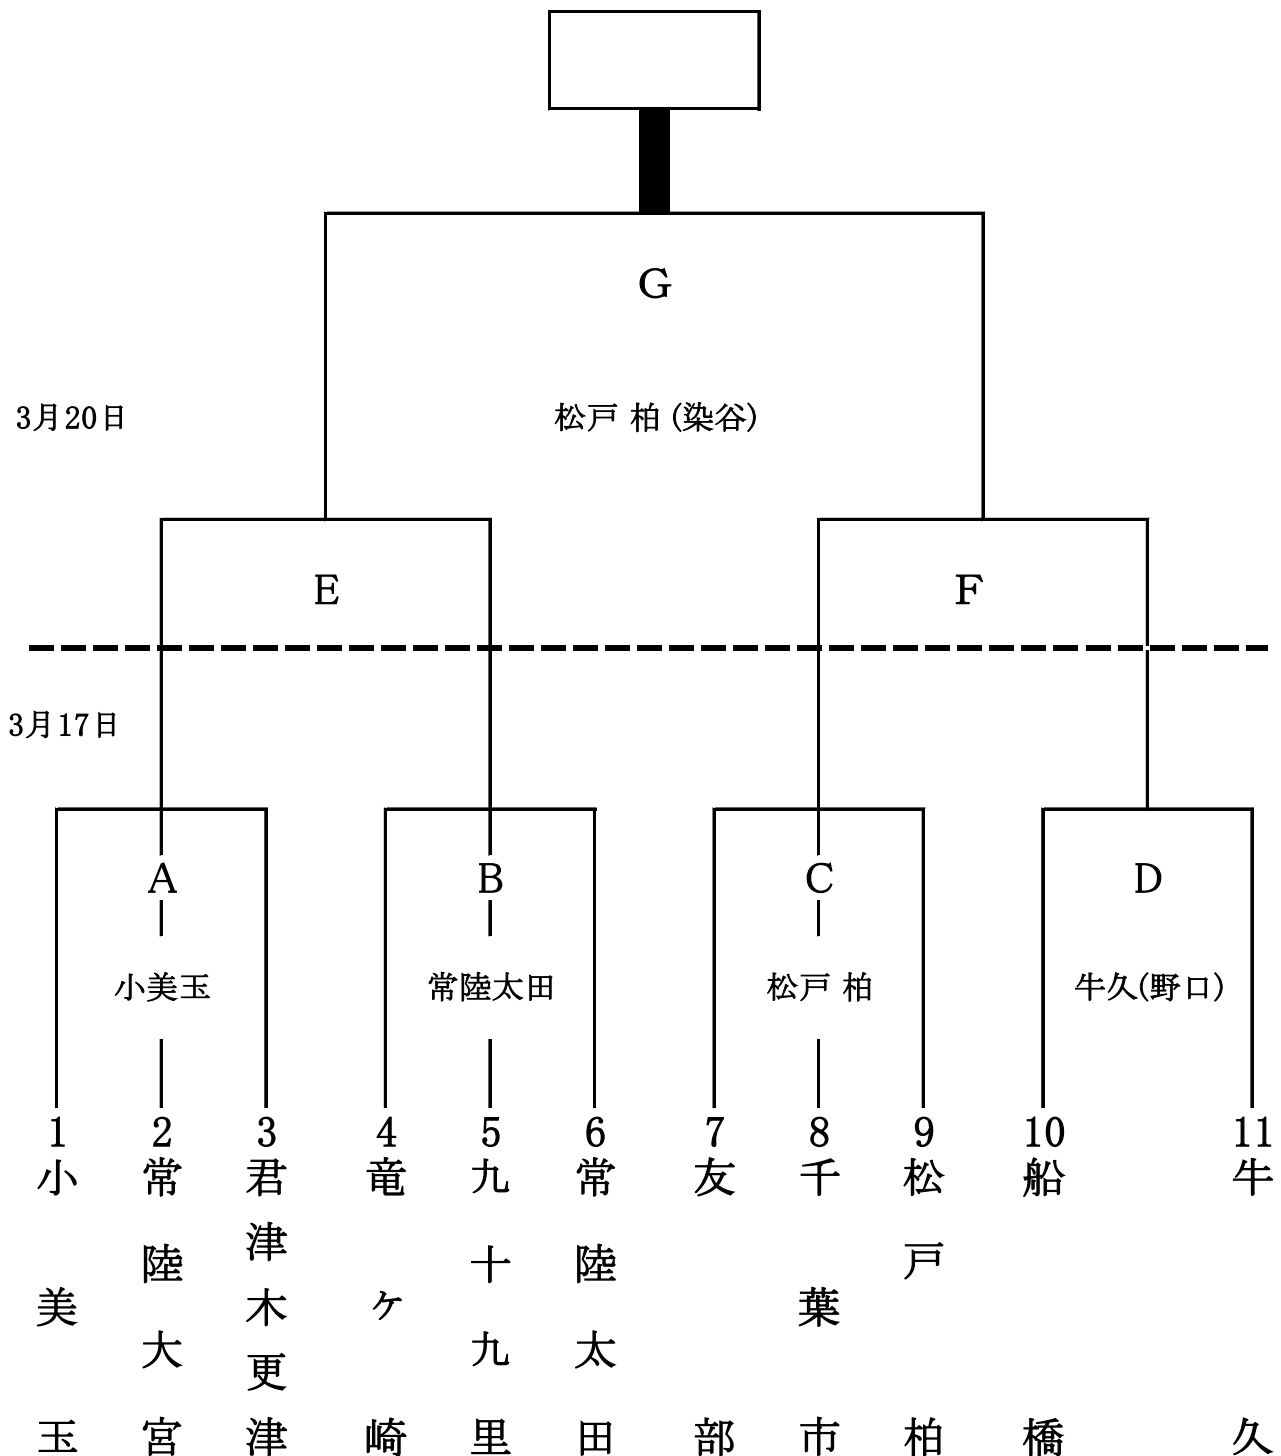 G
3月20日
松戸 柏 (染谷)
E
F
3月17日
A
B
C
D
小美玉
常陸太田
松戸 柏
牛久(野口)
1
2
3
4
5
6
7
8
9
10
11
小美玉
常陸大宮
君津木更津
竜ヶ崎
九十九里
常陸太田
友部
千葉市
松戸柏
船橋
牛久